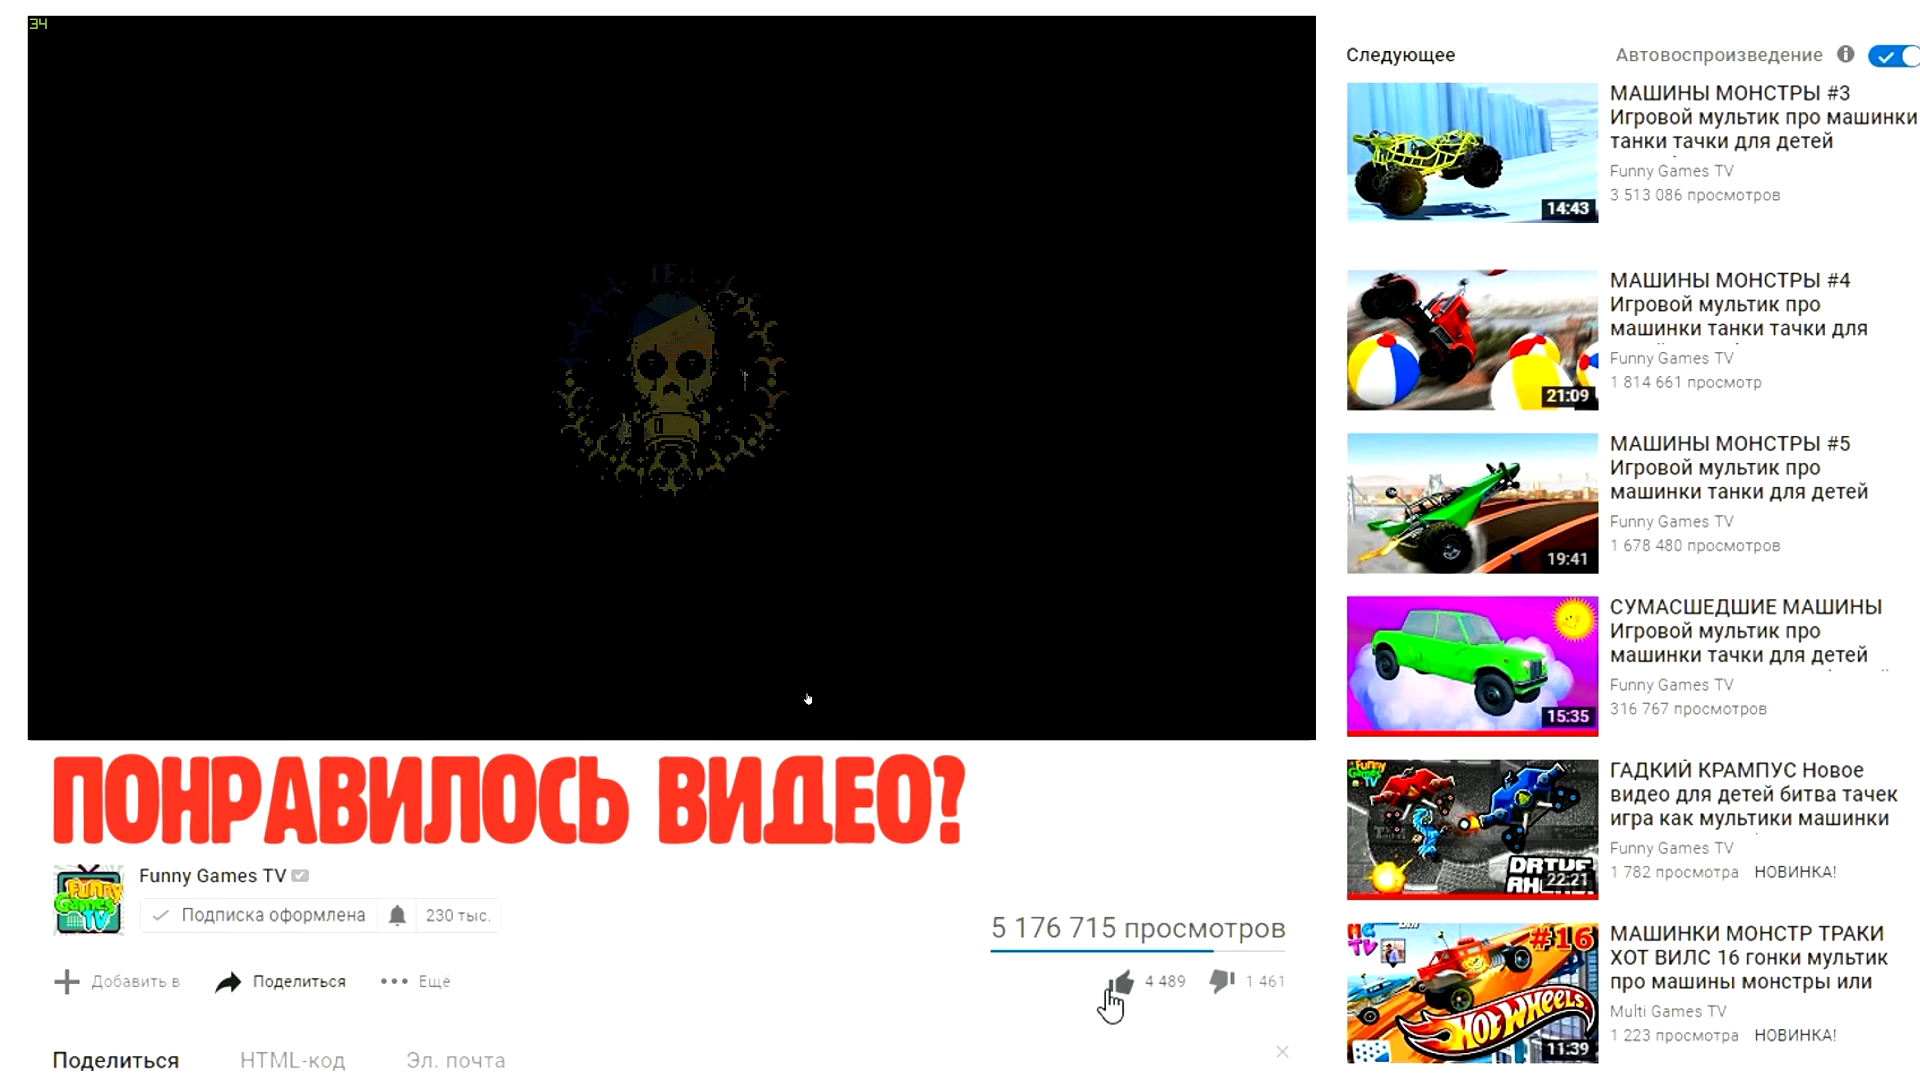 34
ПОНРАВИЛОСЬ ВИДЕО?
Funny Games TV
Подписка оформлена
230 тыс.
5 176 715 просмотров
Добавить в
Поделиться
Ещё
4 489
1 461
Поделиться
HTML-код
Эл. почта
Следующее
Автовоспроизведение
14:43
МАШИНЫ МОНСТРЫ #3
Игровой мультик про машинки
танки тачки для детей
Funny Games TV
3 513 086 просмотров
21:09
МАШИНЫ МОНСТРЫ #4
Игровой мультик про
машинки танки тачки для
Funny Games TV
1 814 661 просмотр
19:41
МАШИНЫ МОНСТРЫ #5
Игровой мультик про
машинки танки для детей
Funny Games TV
1 678 480 просмотров
15:35
СУМАСШЕДШИЕ МАШИНЫ
Игровой мультик про
машинки тачки для детей
Funny Games TV
316 767 просмотров
Funny
Games
TV
22:21
ГАДКИЙ КРАМПУС Новое
видео для детей битва тачек
игра как мультики машинки
Funny Games TV
1 782 просмотра НОВИНКА!
#16
HOT WHEELS
11:39
МАШИНКИ МОНСТР ТРАКИ
ХОТ ВИЛС 16 гонки мультик
про машины монстры или
Multi Games TV
1 223 просмотра НОВИНКА!